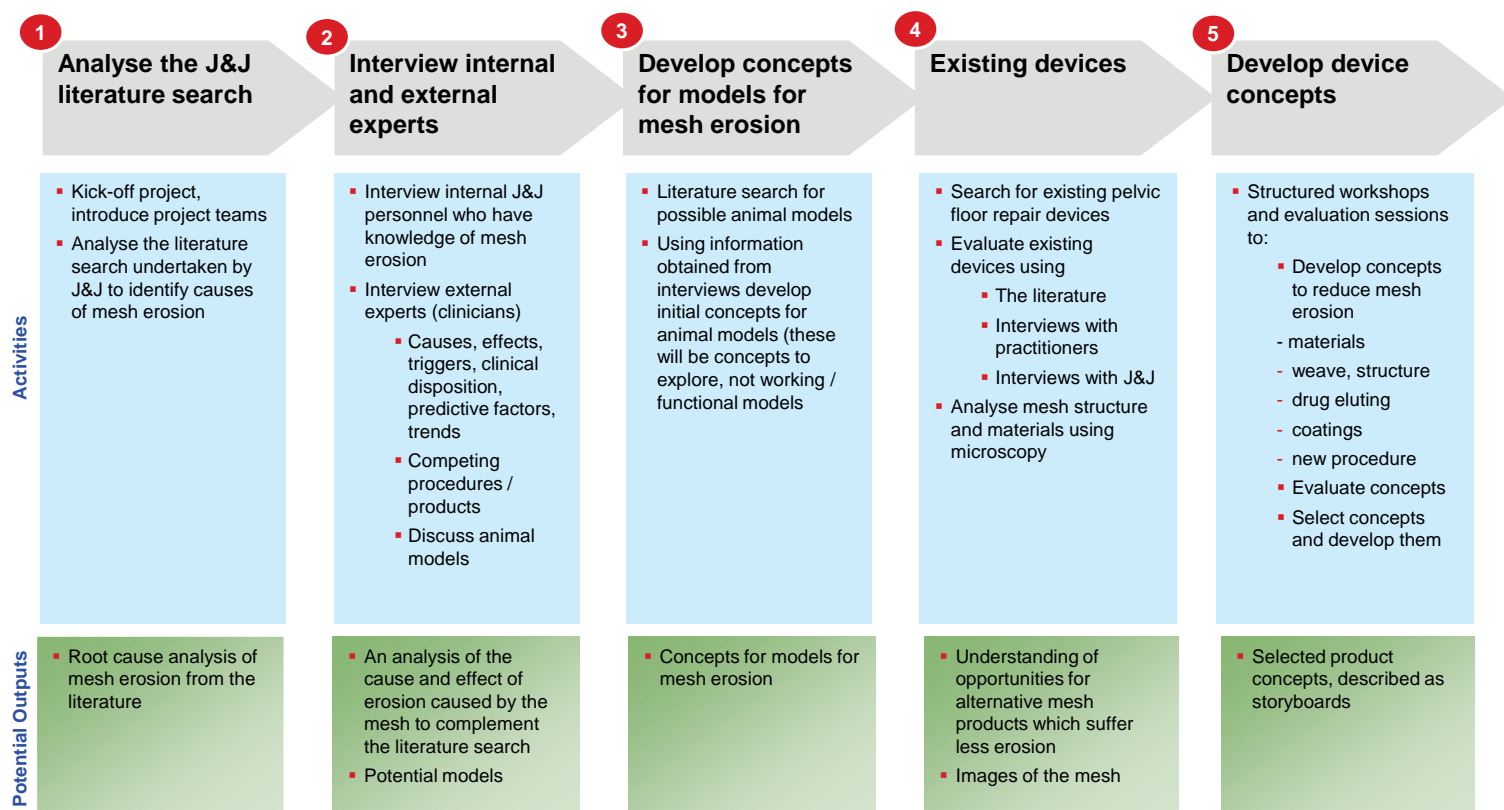 1
Analyse the J&J
literature search
2
Interview internal
and external
experts
3
Develop concepts
for models for
mesh erosion
4
Existing devices
5
Develop device
concepts
Activities
▪ Kick-off project,
introduce project teams
▪ Analyse the literature
search undertaken by
J&J to identify causes
of mesh erosion
▪ Interview internal J&J
personnel who have
knowledge of mesh
erosion
▪ Interview external
experts (clinicians)
▪ Causes, effects,
triggers, clinical
disposition,
predictive factors,
trends
▪ Competing
procedures /
products
▪ Discuss animal
models
▪ Literature search for
possible animal models
▪ Using information
obtained from
interviews develop
initial concepts for
animal models (these
will be concepts to
explore, not working /
functional models
▪ Search for existing pelvic
floor repair devices
▪ Evaluate existing
devices using
▪ The literature
▪ Interviews with
practitioners
▪ Interviews with J&J
▪ Analyse mesh structure
and materials using
microscopy
▪ Structured workshops
and evaluation sessions
to:
▪ Develop concepts
to reduce mesh
erosion
- materials
- weave, structure
- drug eluting
- coatings
- new procedure
▪ Evaluate concepts
▪ Select concepts
and develop them
Potential Outputs
▪ Root cause analysis of
mesh erosion from the
literature
▪ An analysis of the
cause and effect of
erosion caused by the
mesh to complement
the literature search
▪ Potential models
▪ Concepts for models for
mesh erosion
▪ Understanding of
opportunities for
alternative mesh
products which suffer
less erosion
▪ Images of the mesh
▪ Selected product
concepts, described as
storyboards